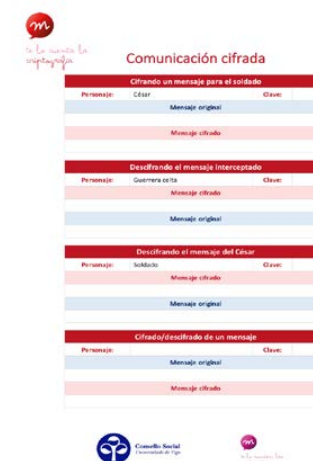 m
te lo cuenta la
criptografía
Comunicación cifrada
Cifrando un mensaje para el soldado
Personaje: César Clave:
Mensaje original
Mensaje cifrado
Descifrando el mensaje interceptado
Personaje: Guerrera celta Clave:
Mensaje cifrado
Mensaje original
Descifrando el mensaje del César
Personaje: Soldado Clave:
Mensaje cifrado
Mensaje original
Cifrado/descifrado de un mensaje
Personaje: Clave:
Mensaje original
Mensaje cifrado
Consello Social
Universidade de Vigo
m